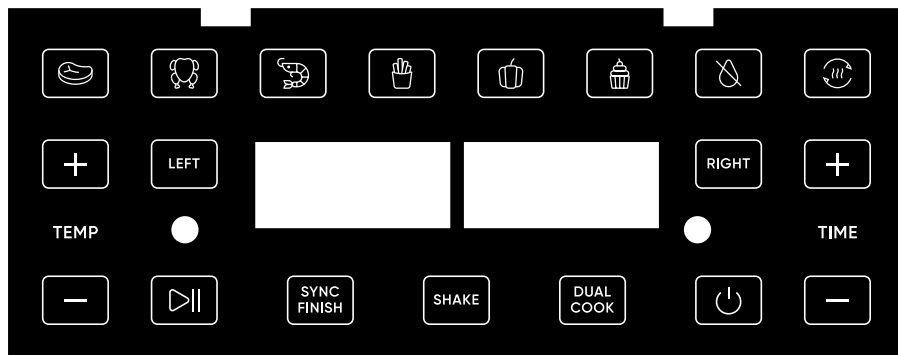 LEFT
RIGHT
TEMP
TIME
SYNC
FINISH
SHAKE
DUAL
COOK